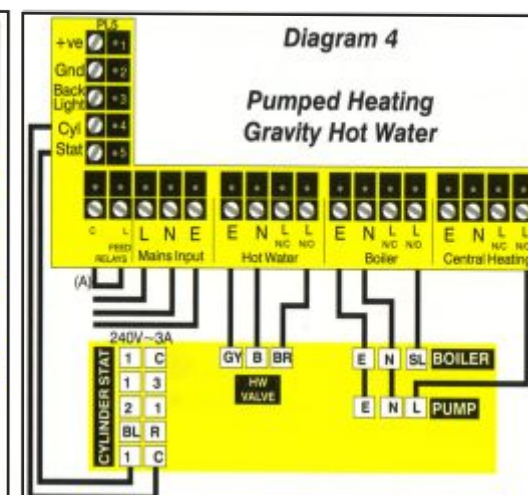 Diagram 4
Pumped Heating
Gravity Hot Water
PL5
+ve *1
Gnd *2
Back Light *3
Cyl *4
Stat *5
C L L N E E N L L E N L L E N L L
FEED RELAYS N/C N/O N/C N/O N/C N/O
Mains Input Hot Water Boiler Central Heating
(A)
240V~3A
CYLINDER STAT
1 C
1 3
2 1
BL R
1 C
GY B BR
HW VALVE
E N SL BOILER
E N L PUMP